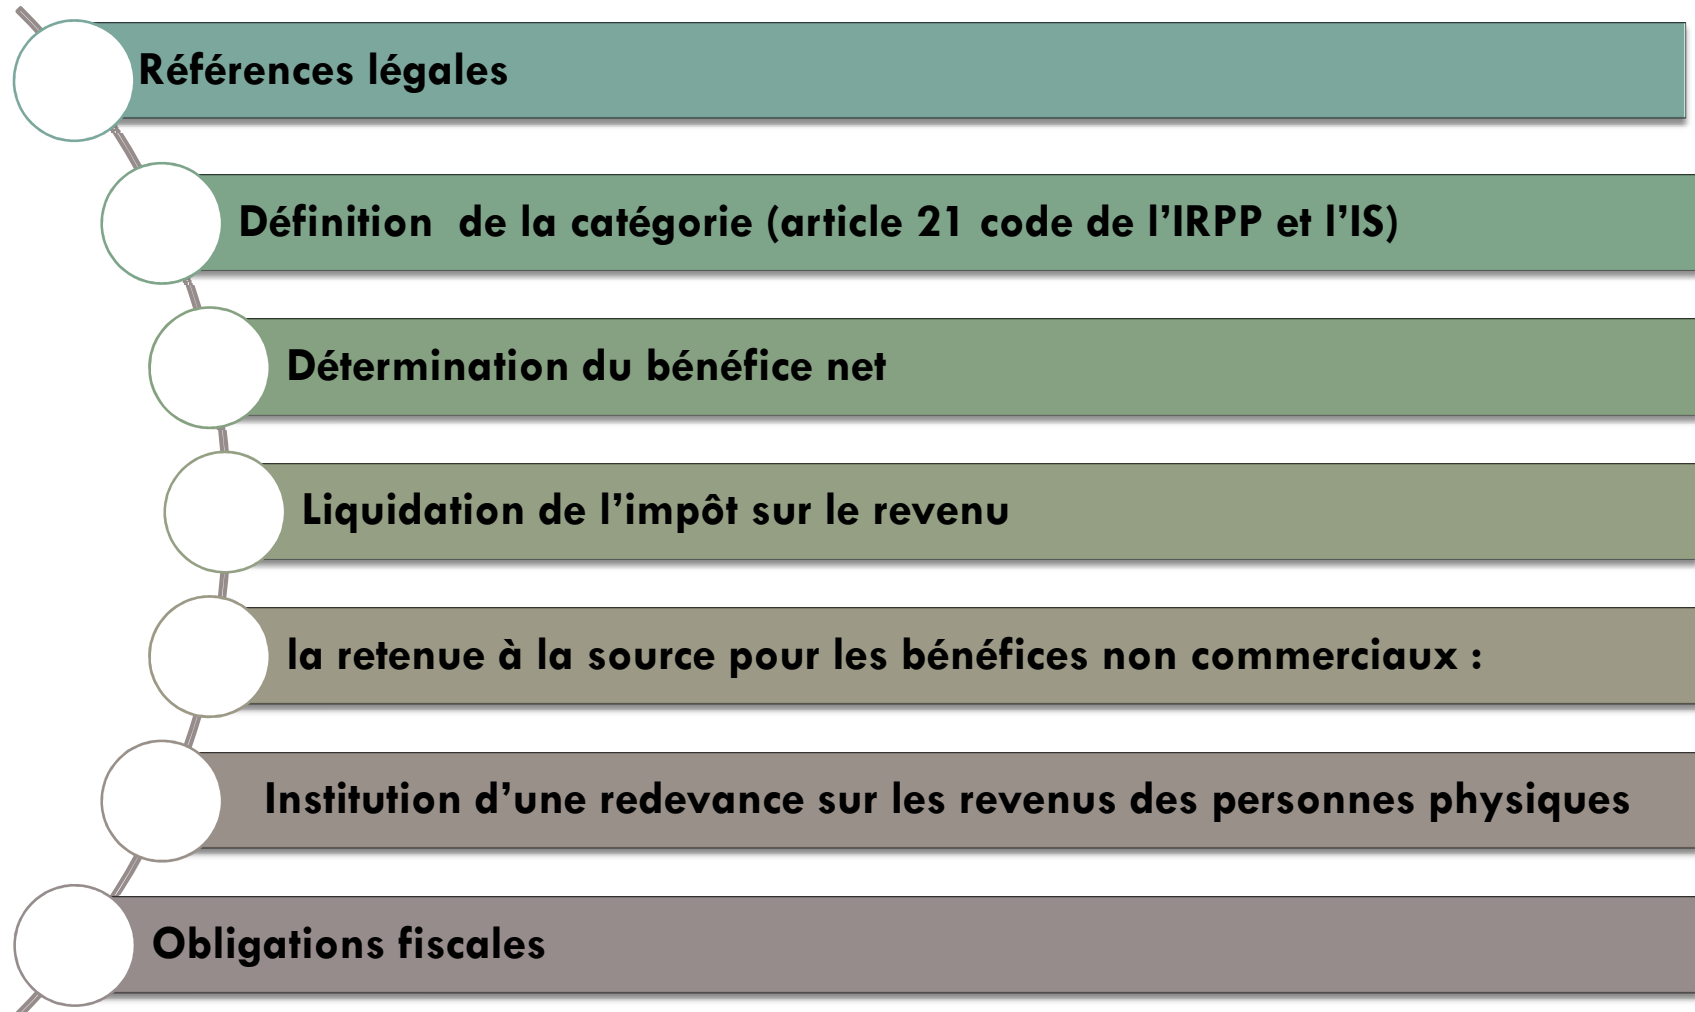 Références légales
Définition  de la catégorie (article 21 code de l’IRPP et l’IS)
Détermination du bénéfice net
Liquidation de l’impôt sur le revenu
la retenue à la source pour les bénéfices non commerciaux :
Institution d’une redevance sur les revenus des personnes physiques
Obligations fiscales